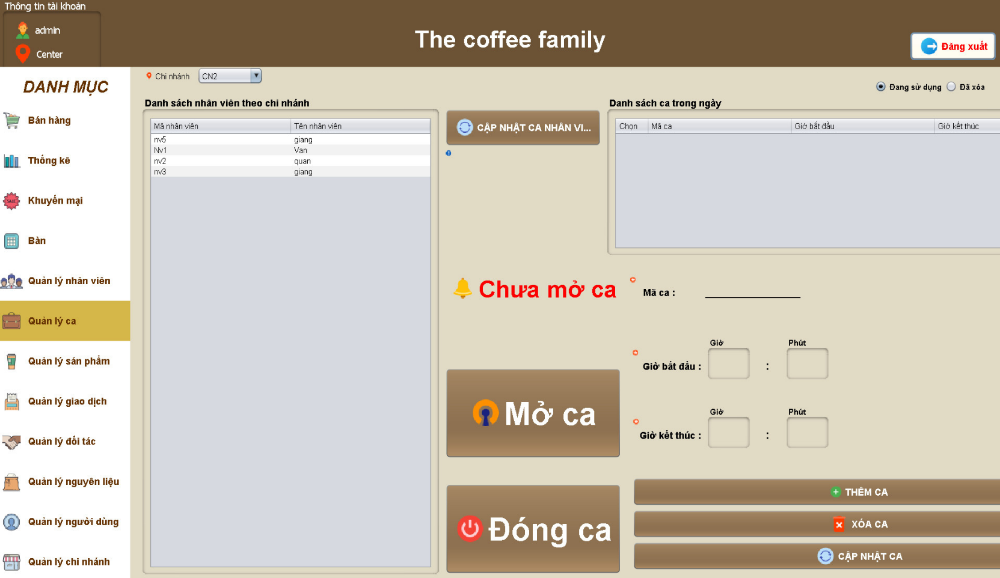 Thông tin tài khoản
admin
Center
The coffee family
Đăng xuất
DANH MỤC
Bán hàng
Thống kê
Khuyến mại
Bàn
Quản lý nhân viên
Quản lý ca
Quản lý sản phẩm
Quản lý giao dịch
Quản lý đối tác
Quản lý nguyên liệu
Quản lý người dùng
Quản lý chi nhánh
Chi nhánh CN2
Đang sử dụng Đã xóa
Danh sách nhân viên theo chi nhánh
Mã nhân viên Tên nhân viên
nv5 giang
Nv1 Van
nv2 quan
nv3 giang
CẬP NHẬT CA NHÂN VI...
Danh sách ca trong ngày
Chọn Mã ca Giờ bắt đầu Giờ kết thúc
Chưa mở ca
Mã ca :
Giờ Phút
Giờ bắt đầu : :
Giờ Phút
Giờ kết thúc : :
Mở ca
Đóng ca
THÊM CA
XÓA CA
CẬP NHẬT CA